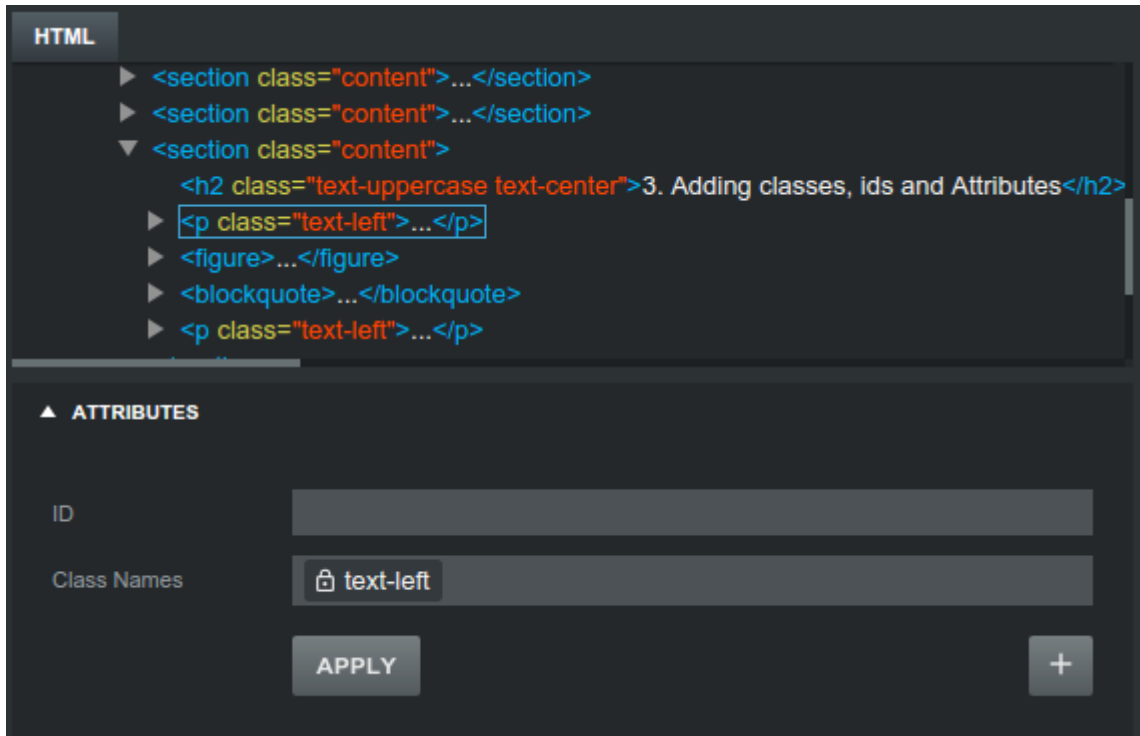 HTML
<section class="content">...</section>
<section class="content">...</section>
<section class="content">
<h2 class="text-uppercase text-center">3. Adding classes, ids and Attributes</h2>
<p class="text-left">...</p>
<figure>...</figure>
<blockquote>...</blockquote>
<p class="text-left">...</p>
ATTRIBUTES
ID
Class Names
text-left
APPLY
+